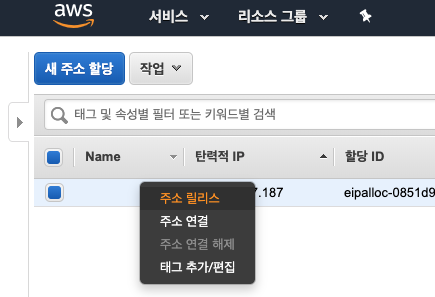 aws
서비스
리소스 그룹
새 주소 할당
작업
태그 및 속성별 필터 또는 키워드별 검색
Name
탄력적 IP
할당 ID
.187
eipalloc-0851d9
주소 릴리스
주소 연결
주소 연결 해제
태그 추가/편집